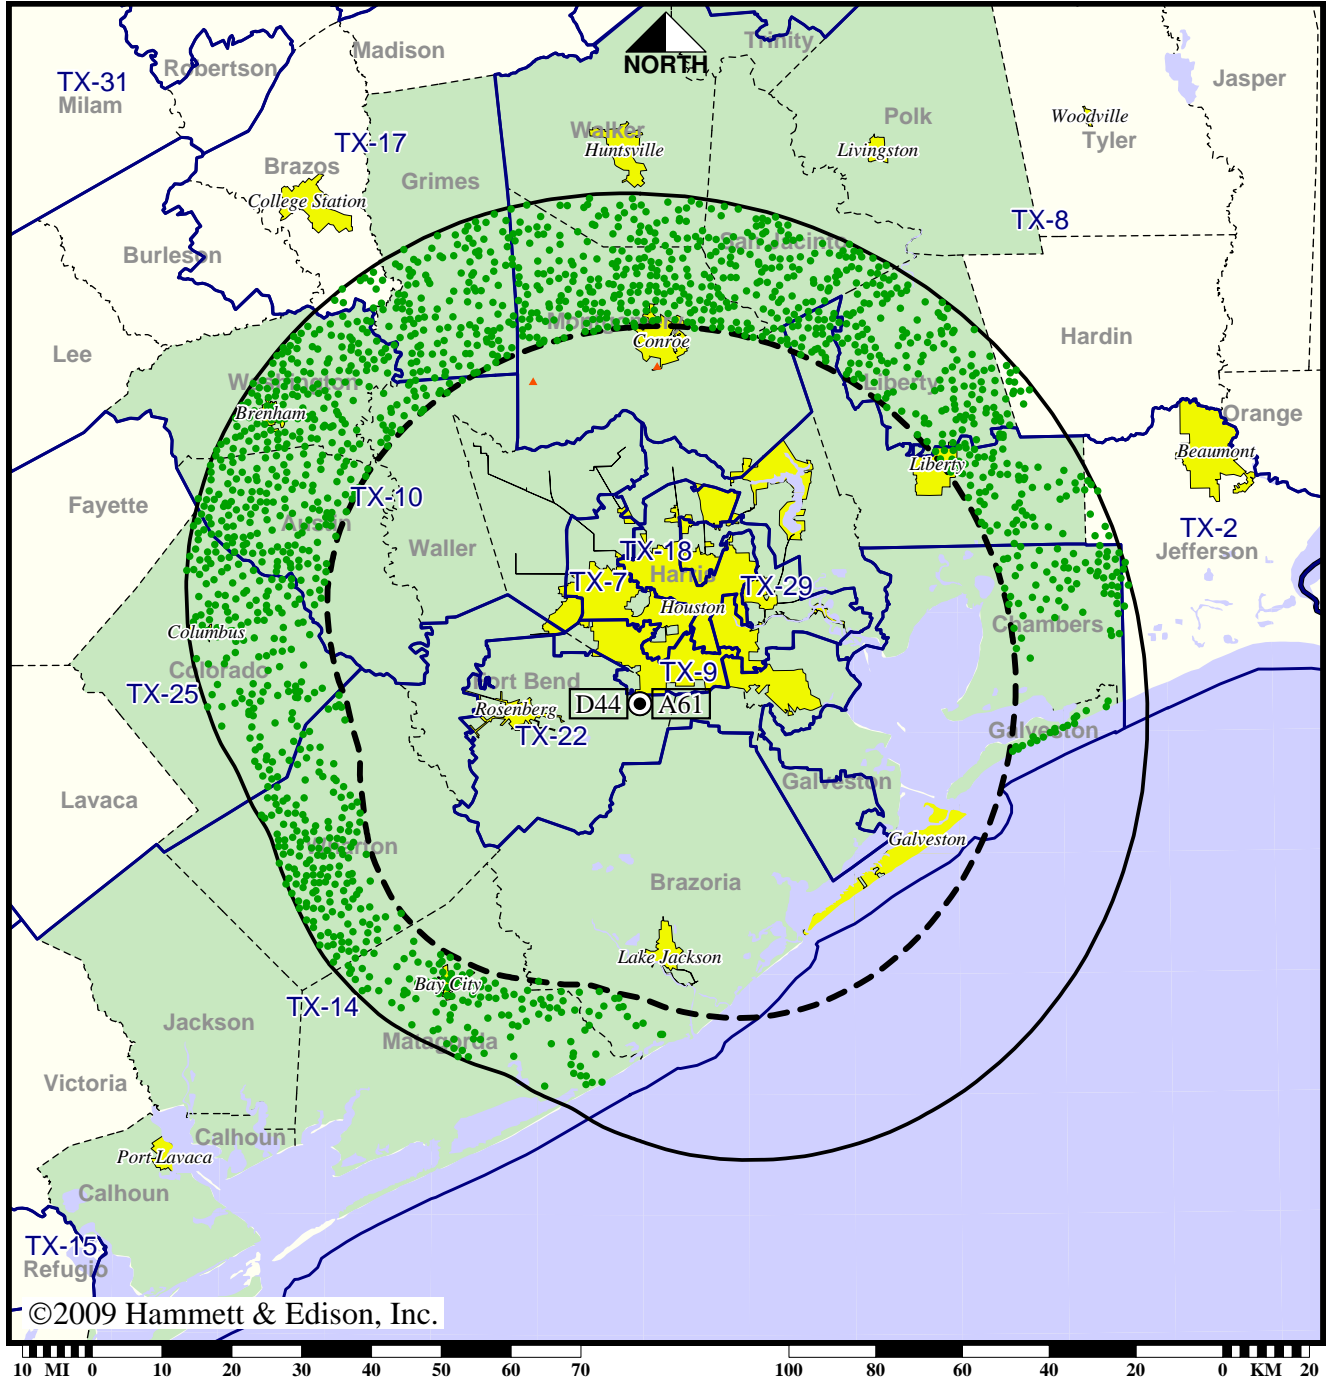 Madison
Trinity
Robertson
NORTH
TX-31
Milam
Jasper
Walker
Huntsville
Polk
Livingston
Woodville
Tyler
TX-17
Brazos
Grimes
College Station
TX-8
Burleson
San Jacinto
Montgomery
Conroe
Hardin
Lee
Washington
Liberty
Brenham
Orange
Beaumont
Liberty
TX-10
Fayette
Austin
TX-2
Jefferson
Waller
TX-18
Harris
TX-7
TX-29
Houston
Columbus
Chambers
Colorado
TX-9
TX-25
Fort Bend
D44
A61
Rosenberg
TX-22
Galveston
Galveston
Lavaca
Galveston
Wharton
Brazoria
Lake Jackson
Bay City
TX-14
Jackson
Matagorda
Victoria
Calhoun
Port Lavaca
Calhoun
TX-15
Refugio
©2009 Hammett & Edison, Inc.
10 MI 0 10 20 30 40 50 60 70
100 80 60 40 20 0 KM 20